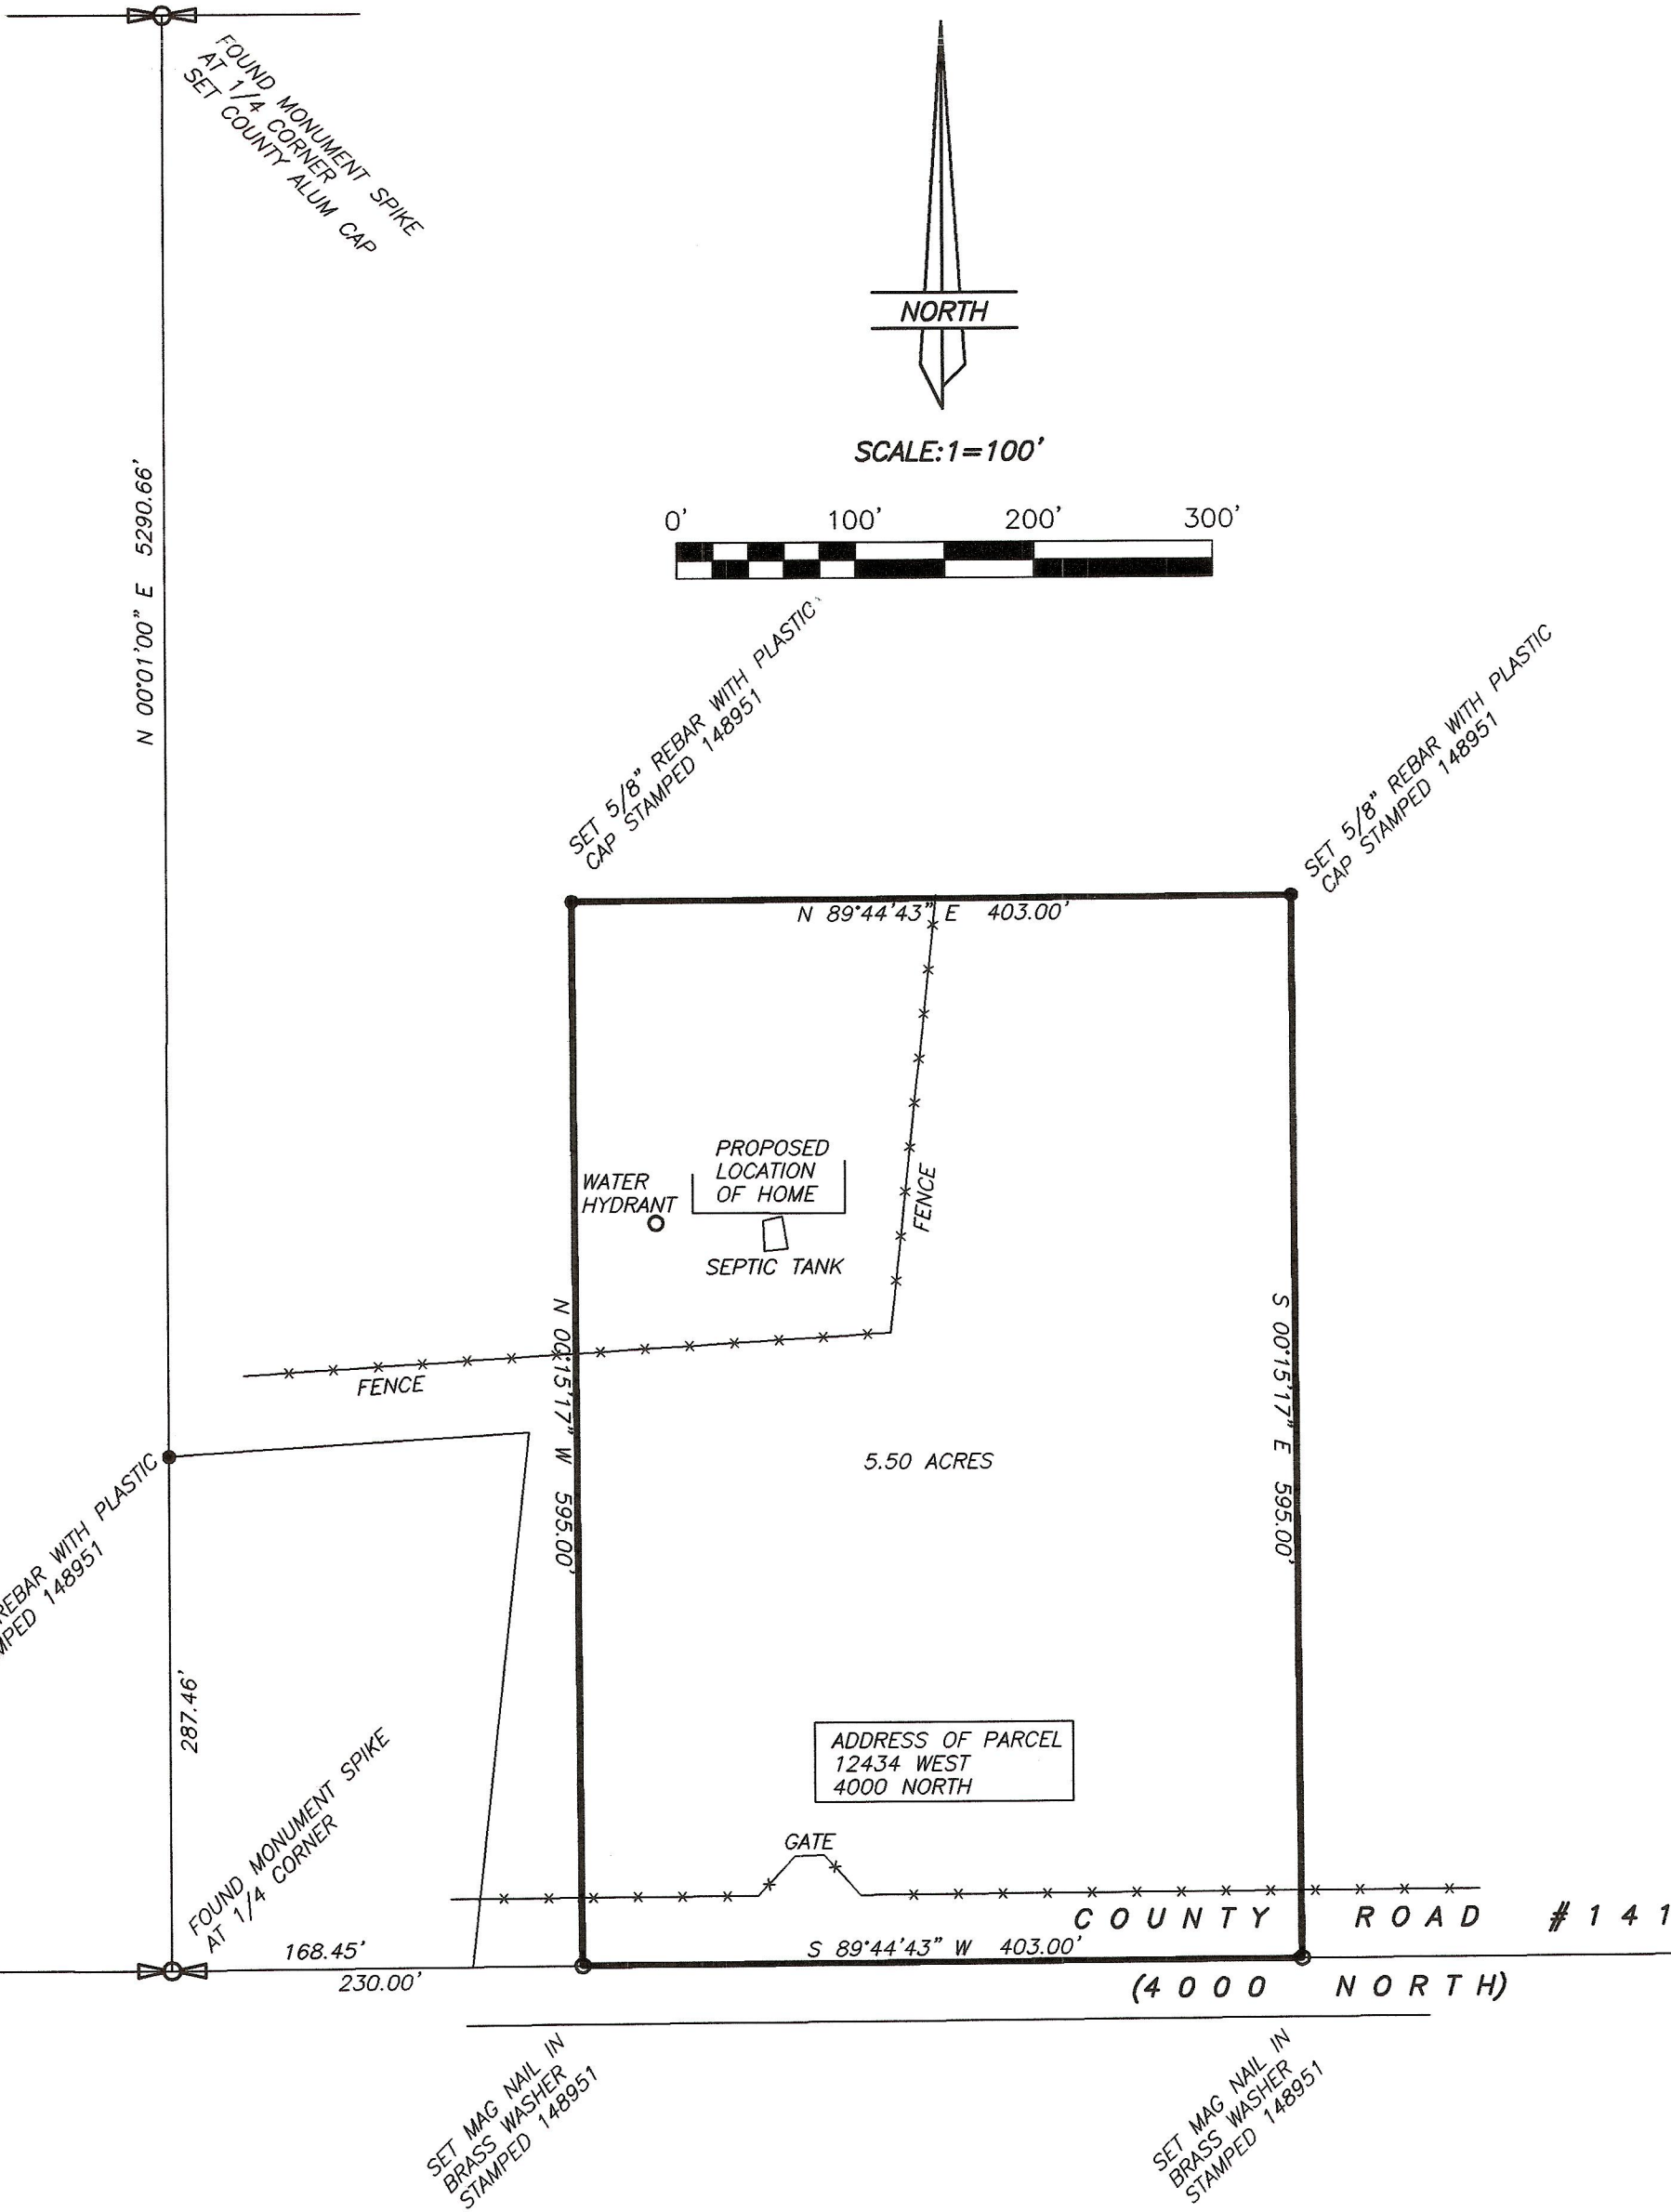 FOUND MONUMENT SPIKE
AT 1/4 CORNER
SET COUNTY ALUM CAP
NORTH
SCALE:1=100'
0' 100' 200' 300'
N 00°01'00" E 5290.66'
SET 5/8" REBAR WITH PLASTIC
CAP STAMPED 148951
SET 5/8" REBAR WITH PLASTIC
CAP STAMPED 148951
N 89°44'43" E 403.00'
PROPOSED
LOCATION
OF HOME
WATER
HYDRANT
SEPTIC TANK
FENCE
FENCE
N 00°15'17" W 595.00'
S 00°15'17" E 595.00'
5.50 ACRES
REBAR WITH PLASTIC
MPED 148951
287.46'
FOUND MONUMENT SPIKE
AT 1/4 CORNER
ADDRESS OF PARCEL
12434 WEST
4000 NORTH
GATE
COUNTY ROAD #141
168.45'
S 89°44'43" W 403.00'
230.00'
(4000 NORTH)
SET MAG NAIL IN
BRASS WASHER
STAMPED 148951
SET MAG NAIL IN
BRASS WASHER
STAMPED 148951